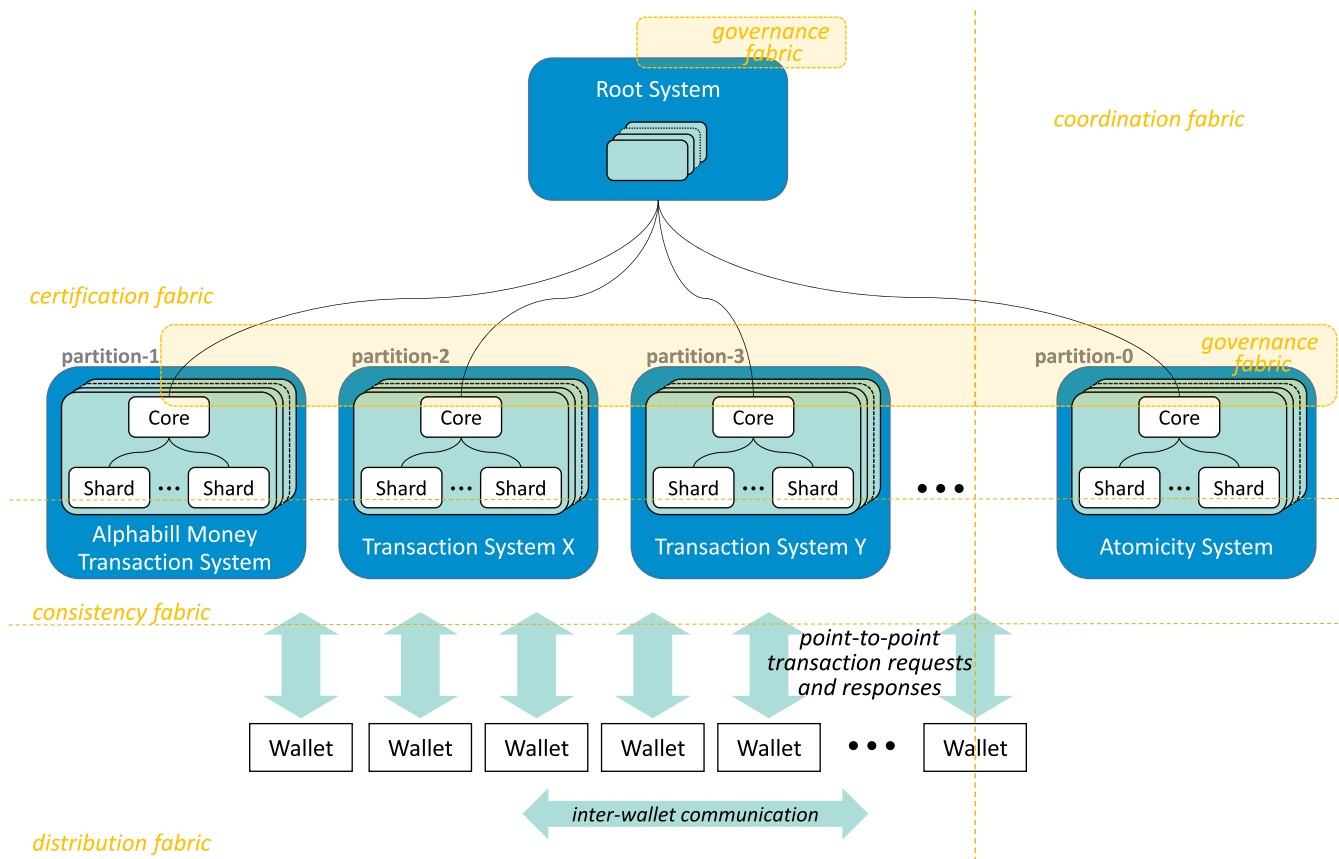 governance
fabric
Root System
coordination fabric
certification fabric
partition-1
partition-2
partition-3
partition-0
governance
fabric
Core
Core
Core
Core
Shard ••• Shard
Shard ••• Shard
Shard ••• Shard
•••
Shard ••• Shard
Alphabill Money
Transaction System
Transaction System X
Transaction System Y
Atomicity System
consistency fabric
point-to-point
transaction requests
and responses
Wallet
Wallet
Wallet
Wallet
Wallet
•••
Wallet
inter-wallet communication
distribution fabric